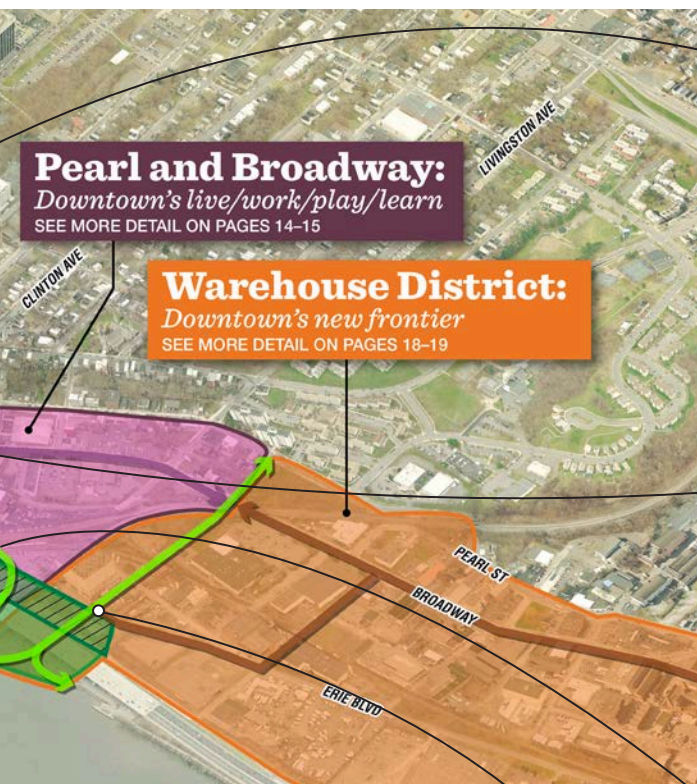 LIVINGSTON AVE
Pearl and Broadway:
Downtown's live/work/play/learn
SEE MORE DETAIL ON PAGES 14–15
CLINTON AVE
Warehouse District:
Downtown's new frontier
SEE MORE DETAIL ON PAGES 18–19
PEARL ST
BROADWAY
ERIE BLVD